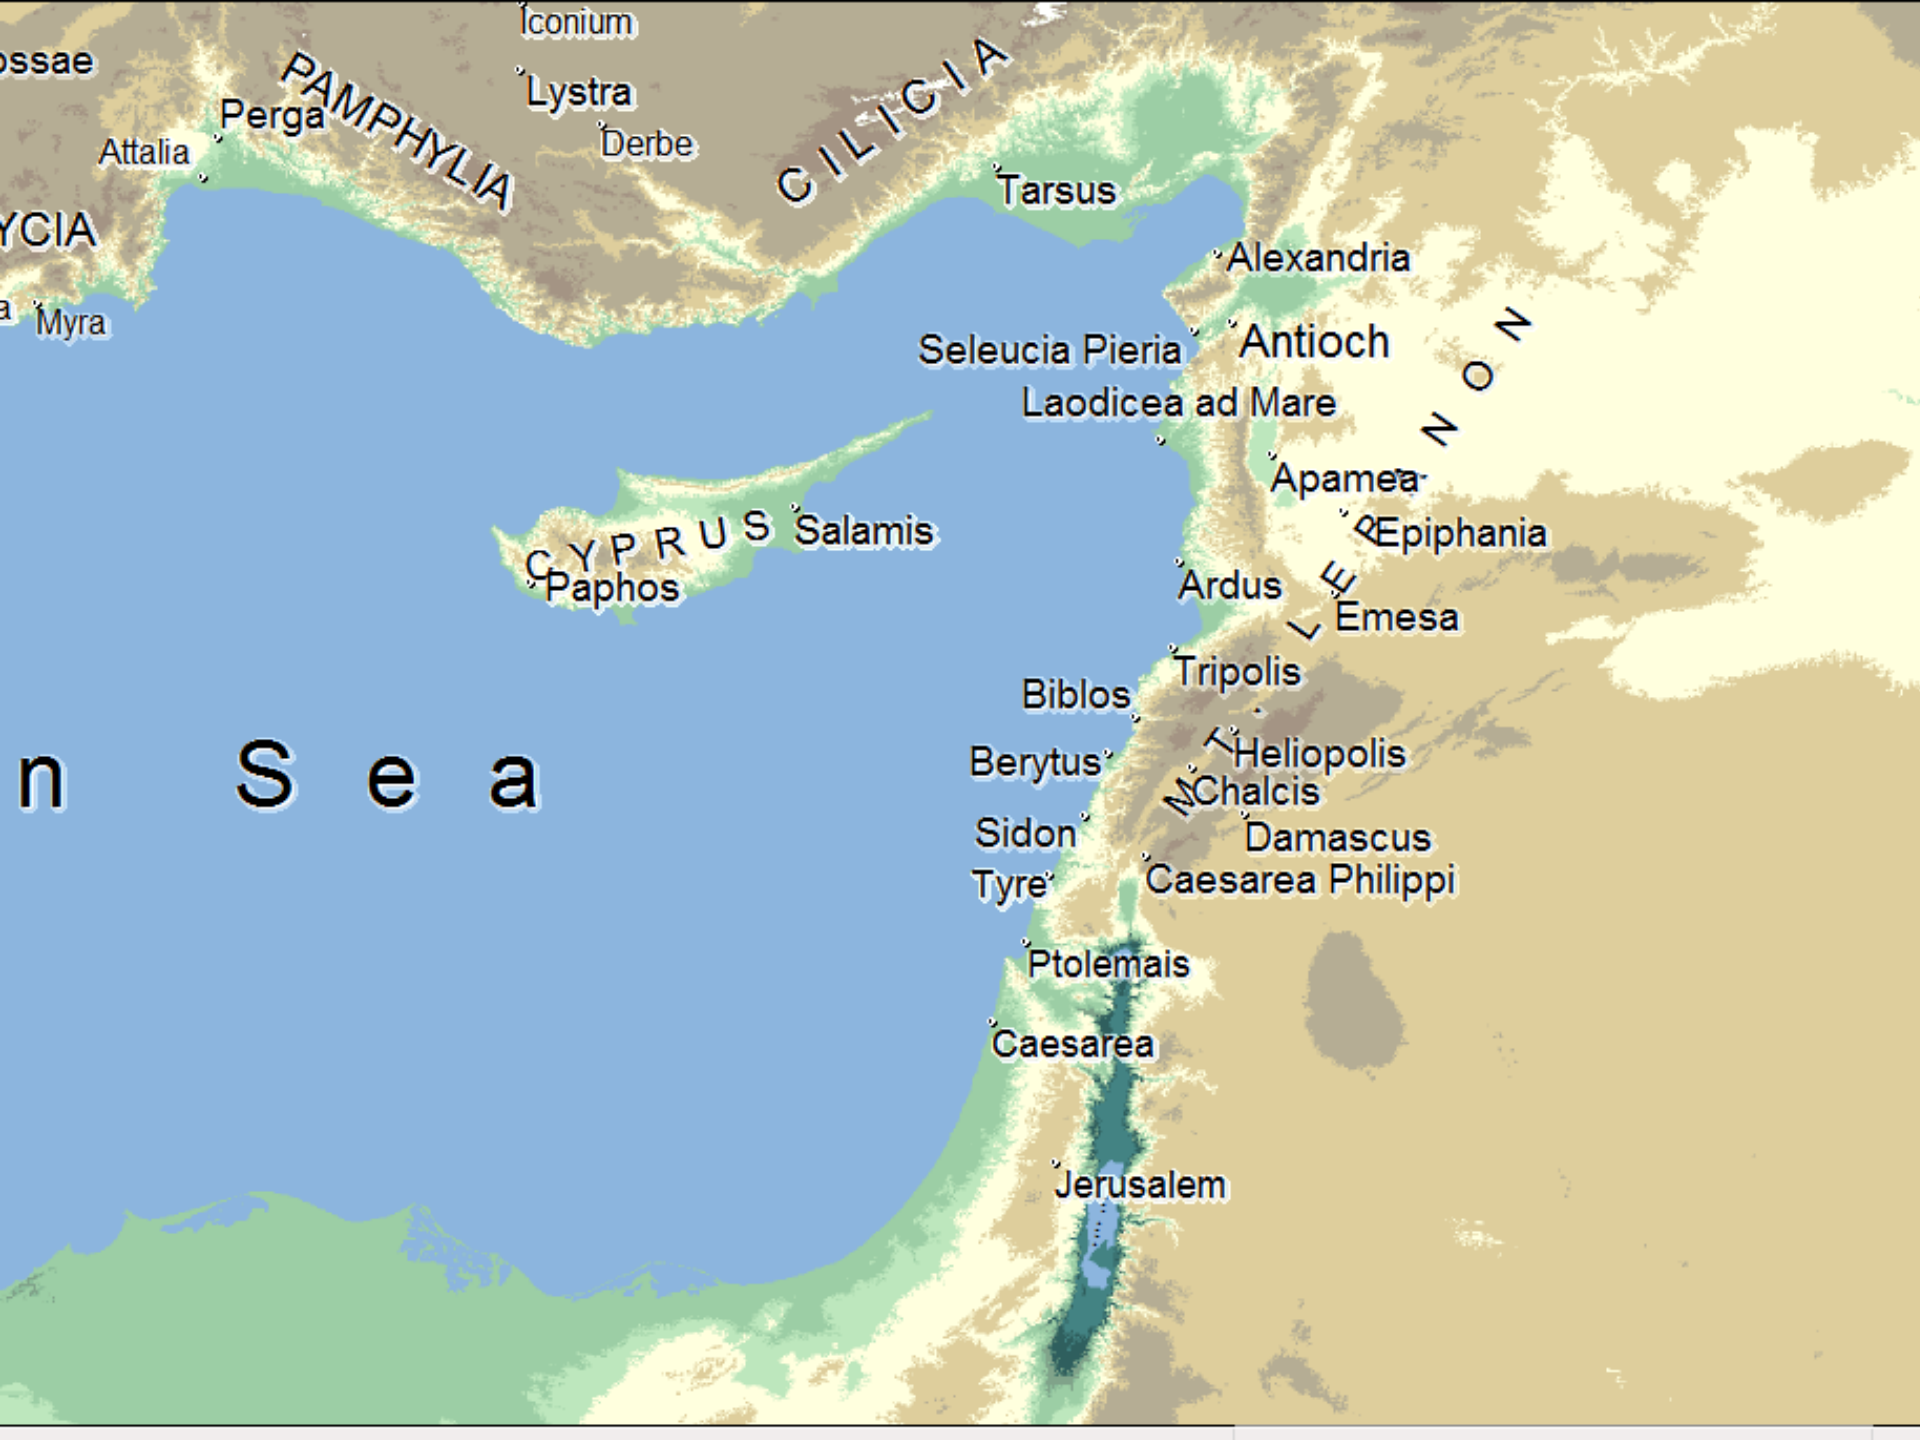 Iconium
ossae
PAMPHYLIA
CILICIA
Lystra
Perga
Derbe
Attalia
Tarsus
YCIA
Alexandria
a
Myra
Seleucia Pieria
Antioch
Laodicea ad Mare
Apamea
CYPRUS
Salamis
Epiphania
Paphos
Ardus
Emesa
MT. LERNON
Tripolis
Biblos
Heliopolis
Berytus
n Sea
Chalcis
Sidon
Damascus
Tyre
Caesarea Philippi
Ptolemais
Caesarea
Jerusalem